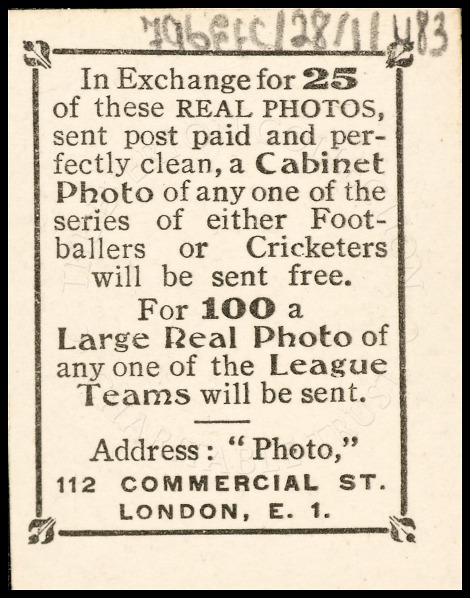 In Exchange for 25
of these REAL PHOTOS,
sent post paid and per-
fectly clean, a Cabinet
Photo of any one of the
series of either Foot-
ballers or Cricketers
will be sent free.
For 100 a
Large Real Photo of
any one of the League
Teams will be sent.
Address: "Photo,"
112 COMMERCIAL ST.
LONDON, E. 1.